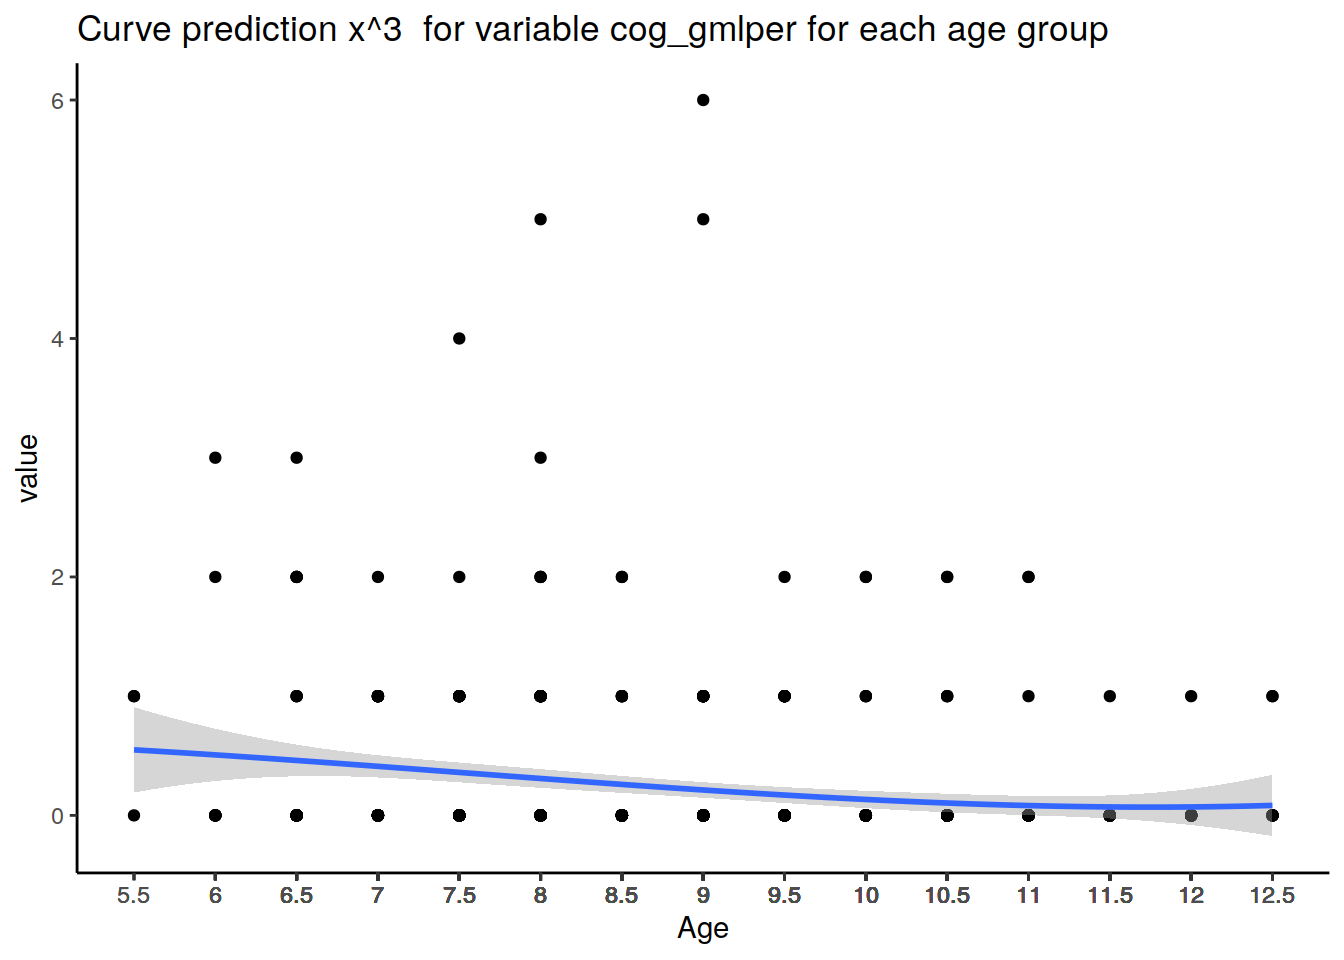 Curve prediction x^3  for variable cog_gmlper for each age group
value
6
4
2
0
5.5 6 6.5 7 7.5 8 8.5 9 9.5 10 10.5 11 11.5 12 12.5
Age